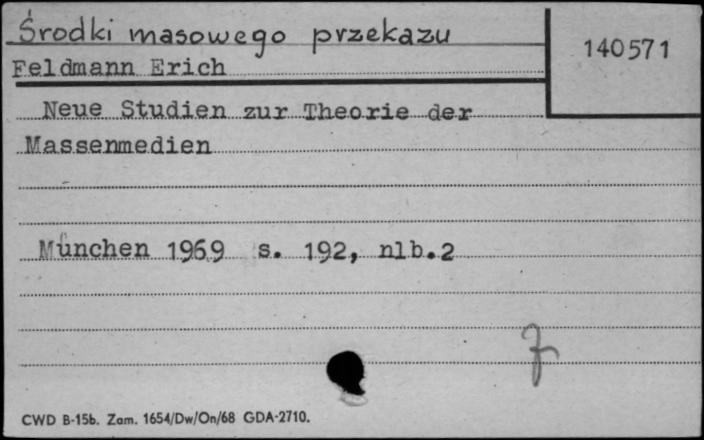 Środki masowego przekazu
140571
Feldmann Erich
Neue Studien zur Theorie der
Massenmedien
München 1969 s. 192, nlb.2
CWD B-15b. Zam. 1654/Dw/On/68 GDA-2710.